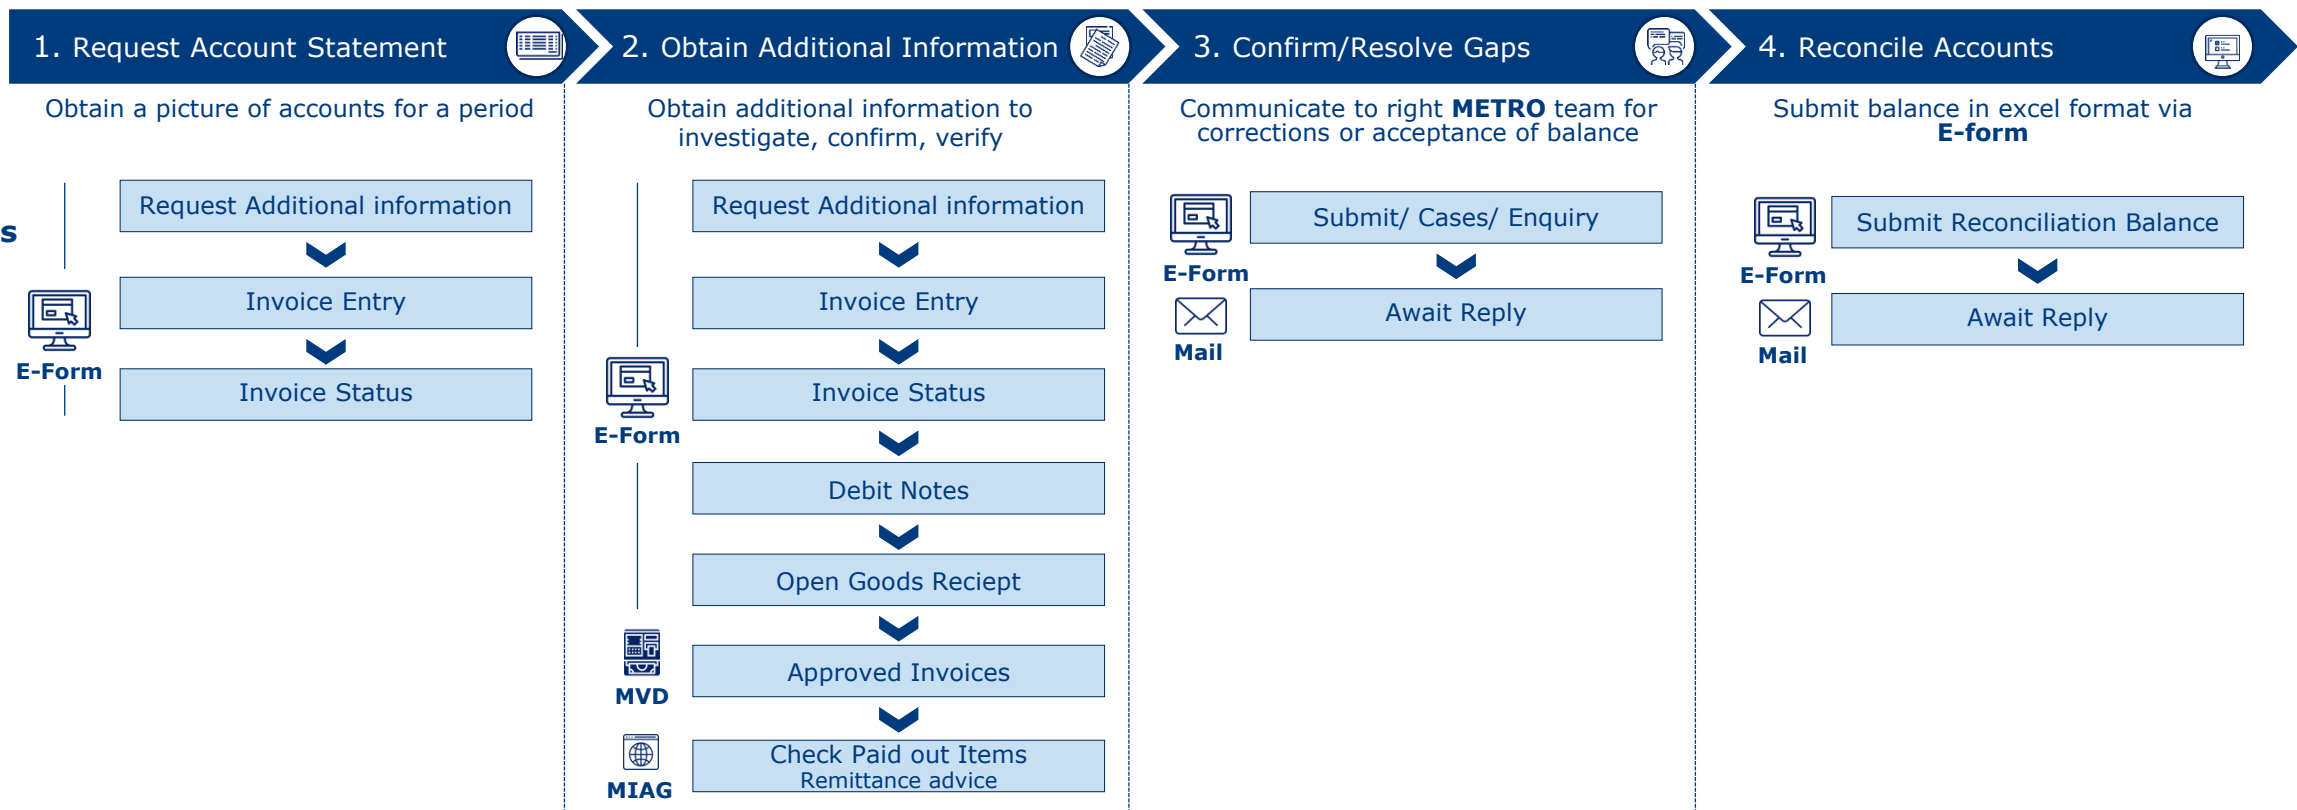 1. Request Account Statement
2. Obtain Additional Information
3. Confirm/Resolve Gaps
4. Reconcile Accounts
Obtain a picture of accounts for a period
s
Request Additional information
Invoice Entry
E-Form
Invoice Status
Obtain additional information to
investigate, confirm, verify
Request Additional information
Invoice Entry
Invoice Status
E-Form
Debit Notes
Open Goods Reciept
Approved Invoices
MVD
Check Paid out Items
Remittance advice
MIAG
Communicate to right METRO team for
corrections or acceptance of balance
Submit/ Cases/ Enquiry
E-Form
Await Reply
Mail
Submit balance in excel format via
E-form
Submit Reconciliation Balance
E-Form
Await Reply
Mail